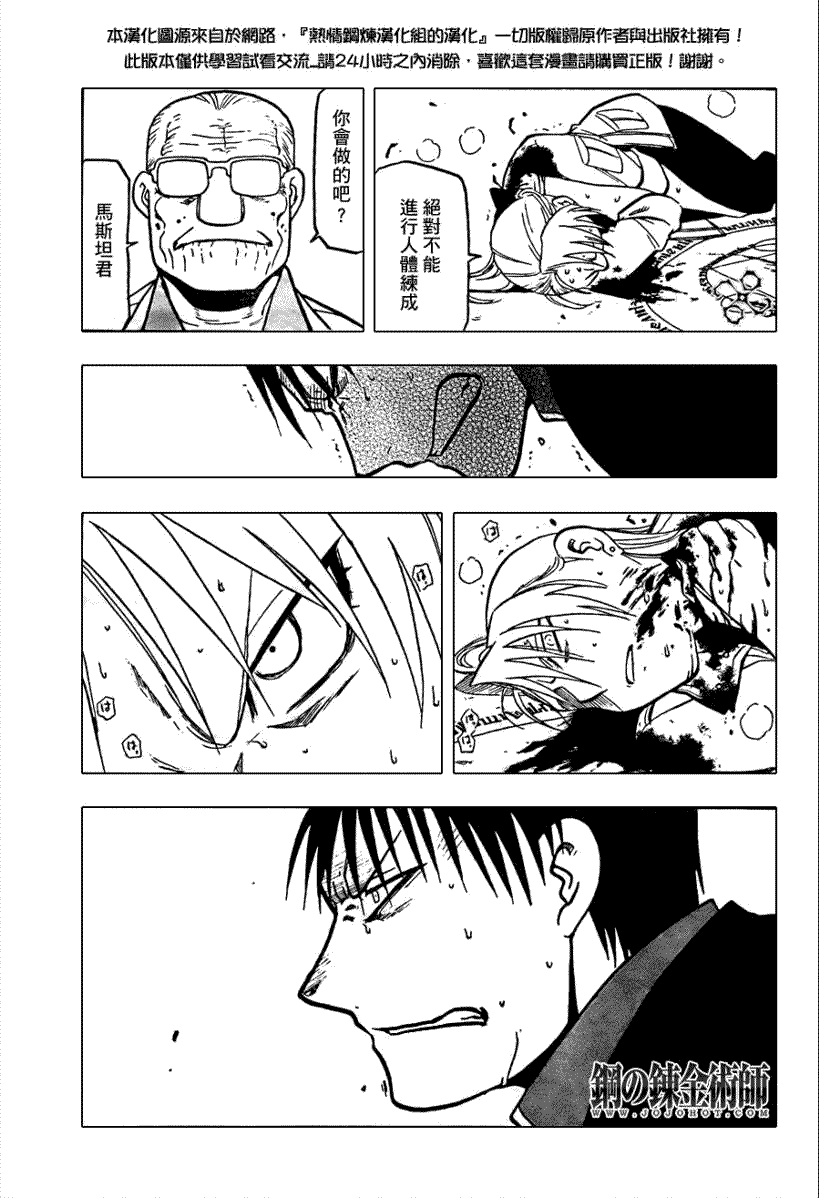 本漢化圖源來自於網路，『熱情鋼煉漢化組的漢化』一切版權歸原作者與出版社擁有！
此版本僅供學習試看交流_請24小時之內消除，喜歡這套漫畫請購買正版！謝謝。
絕對不能
進行人體練成
你會做的吧？
馬斯坦君
は
は
は
は
は
鋼の錬金術師
WWW.JOJOHOT.COM